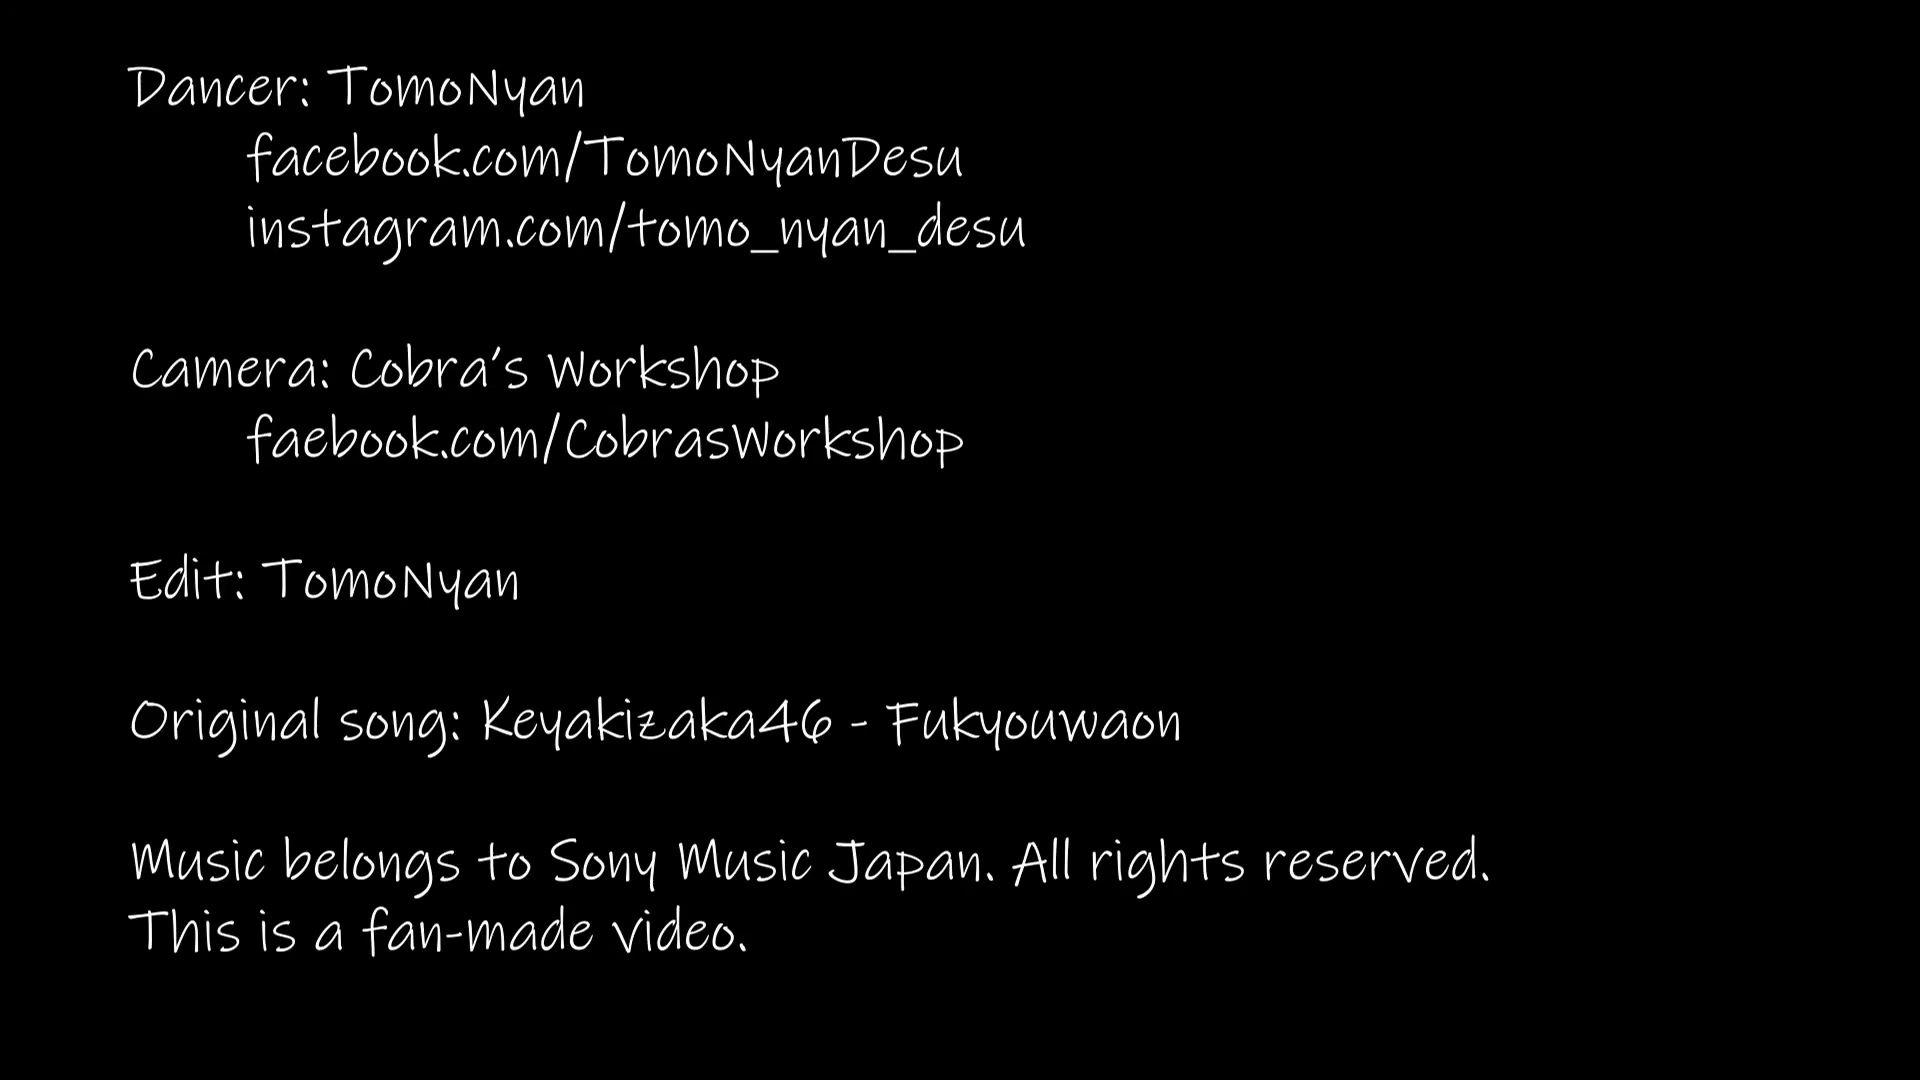 Dancer: TomoNyan
facebook.com/TomoNyanDesu
instagram.com/tomo_nyan_desu
Camera: Cobra's Workshop
faebook.com/CobrasWorkshop
Edit: TomoNyan
Original song: Keyakizaka46 - Fukyouwaon
Music belongs to Sony Music Japan. All rights reserved.
This is a fan-made video.